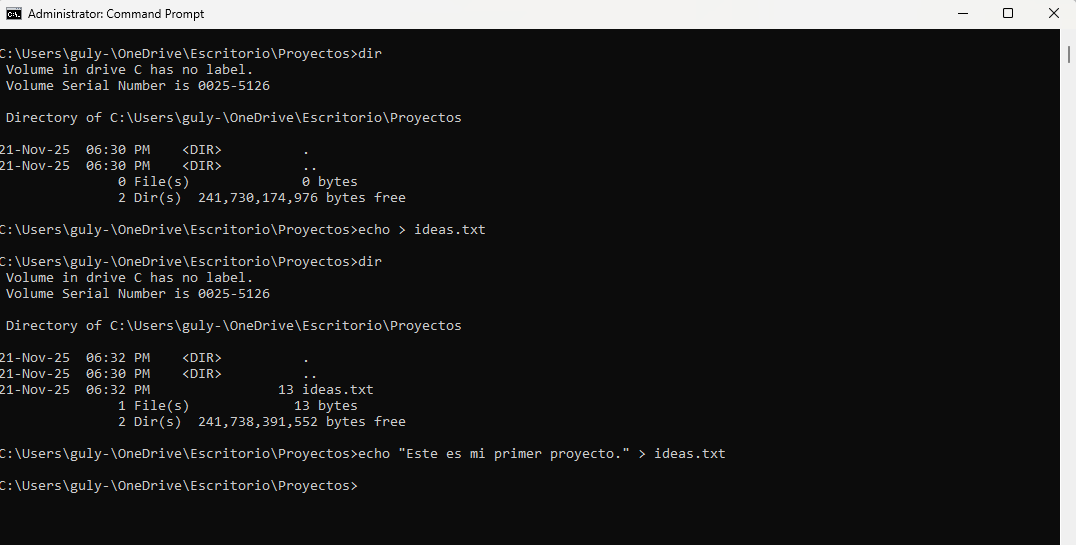 Administrator: Command Prompt
C:\Users\guly-\OneDrive\Escritorio\Proyectos>dir
 Volume in drive C has no label.
 Volume Serial Number is 0025-5126
 Directory of C:\Users\guly-\OneDrive\Escritorio\Proyectos
21-Nov-25  06:30 PM    <DIR>          .
21-Nov-25  06:30 PM    <DIR>          ..
               0 File(s)              0 bytes
               2 Dir(s)  241,730,174,976 bytes free
C:\Users\guly-\OneDrive\Escritorio\Proyectos>echo > ideas.txt
C:\Users\guly-\OneDrive\Escritorio\Proyectos>dir
 Volume in drive C has no label.
 Volume Serial Number is 0025-5126
 Directory of C:\Users\guly-\OneDrive\Escritorio\Proyectos
21-Nov-25  06:32 PM    <DIR>          .
21-Nov-25  06:30 PM    <DIR>          ..
21-Nov-25  06:32 PM                13 ideas.txt
               1 File(s)             13 bytes
               2 Dir(s)  241,738,391,552 bytes free
C:\Users\guly-\OneDrive\Escritorio\Proyectos>echo "Este es mi primer proyecto." > ideas.txt
C:\Users\guly-\OneDrive\Escritorio\Proyectos>